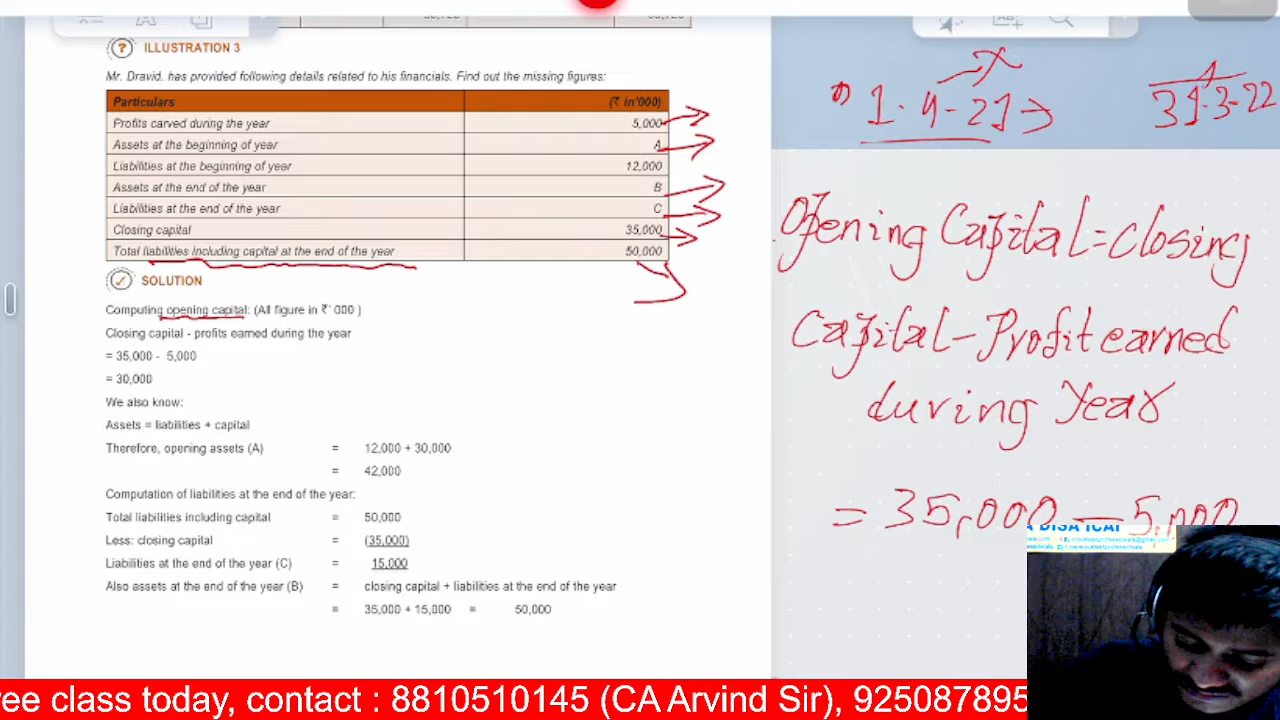 ILLUSTRATION 3
Mr. Dravid. has provided following details related to his financials. Find out the missing figures:
Particulars (₹ in'000)
Profits carved during the year 5,000
Assets at the beginning of year A
Liabilities at the beginning of year 12,000
Assets at the end of the year B
Liabilities at the end of the year C
Closing capital 35,000
Total liabilities including capital at the end of the year 50,000
SOLUTION
Computing opening capital: (All figure in ₹' 000 )
Closing capital - profits earned during the year
= 35,000 - 5,000
= 30,000
We also know:
Assets = liabilities + capital
Therefore, opening assets (A) = 12,000 + 30,000
= 42,000
Computation of liabilities at the end of the year:
Total liabilities including capital = 50,000
Less: closing capital = (35,000)
Liabilities at the end of the year (C) = 15,000
Also assets at the end of the year (B) = closing capital + liabilities at the end of the year
= 35,000 + 15,000 = 50,000
1.4-21 31.3-22
Opening Capital=Closing
Capital-Profit earned
during Year
= 35,000 - 5,000
DISA ICAI
ree class today, contact : 8810510145 (CA Arvind Sir), 925087895